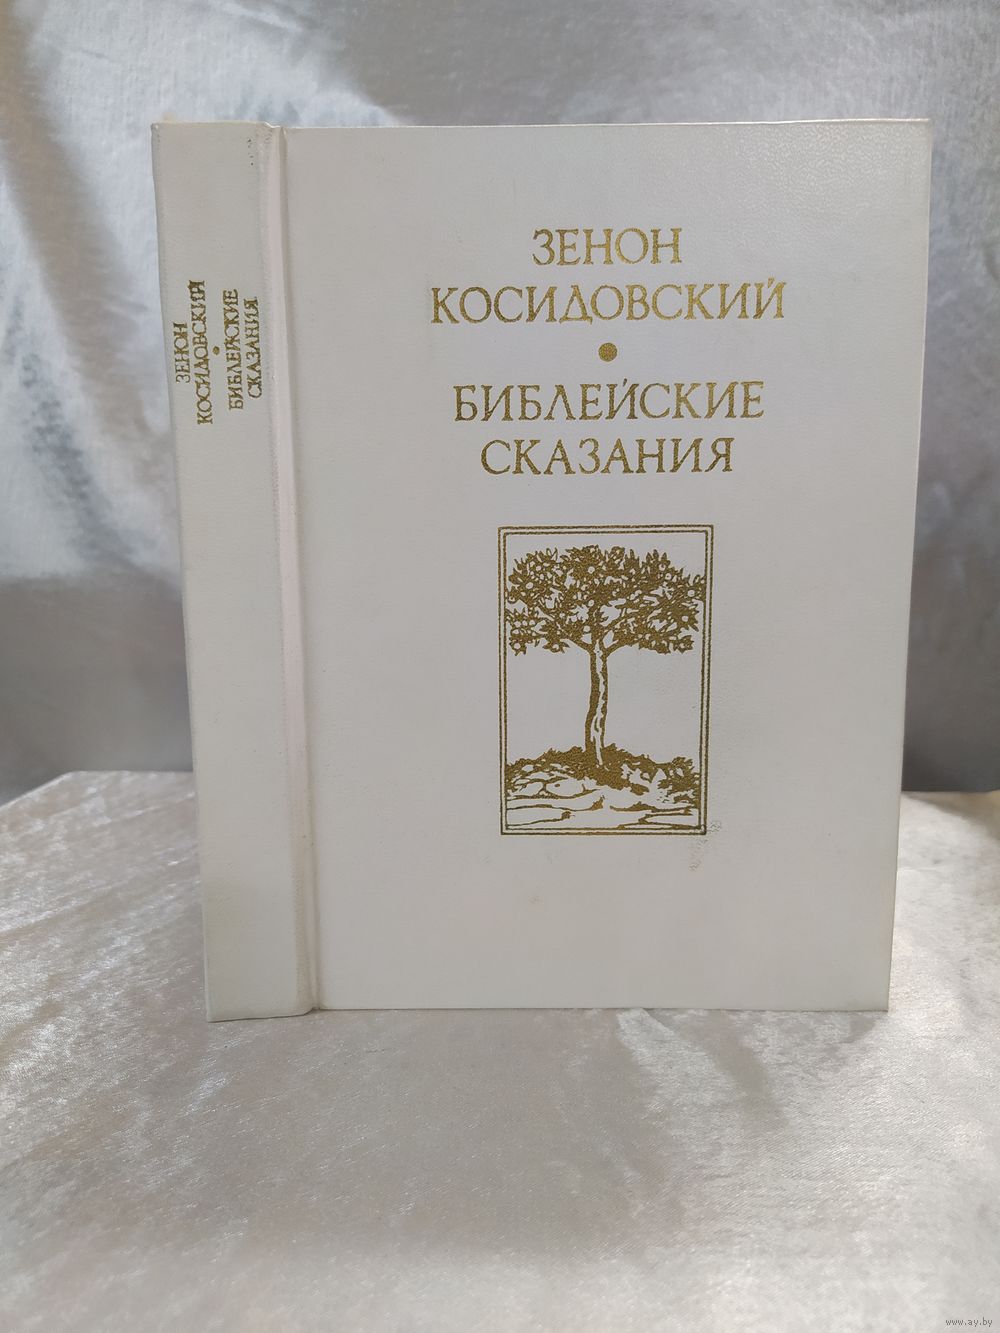 ЗЕНОН
КОСИДОВСКИЙ
•
БИБЛЕЙСКИЕ
СКАЗАНИЯ
ЗЕНОН
КОСИДОВСКИЙ
•
БИБЛЕЙСКИЕ
СКАЗАНИЯ
www.ay.by